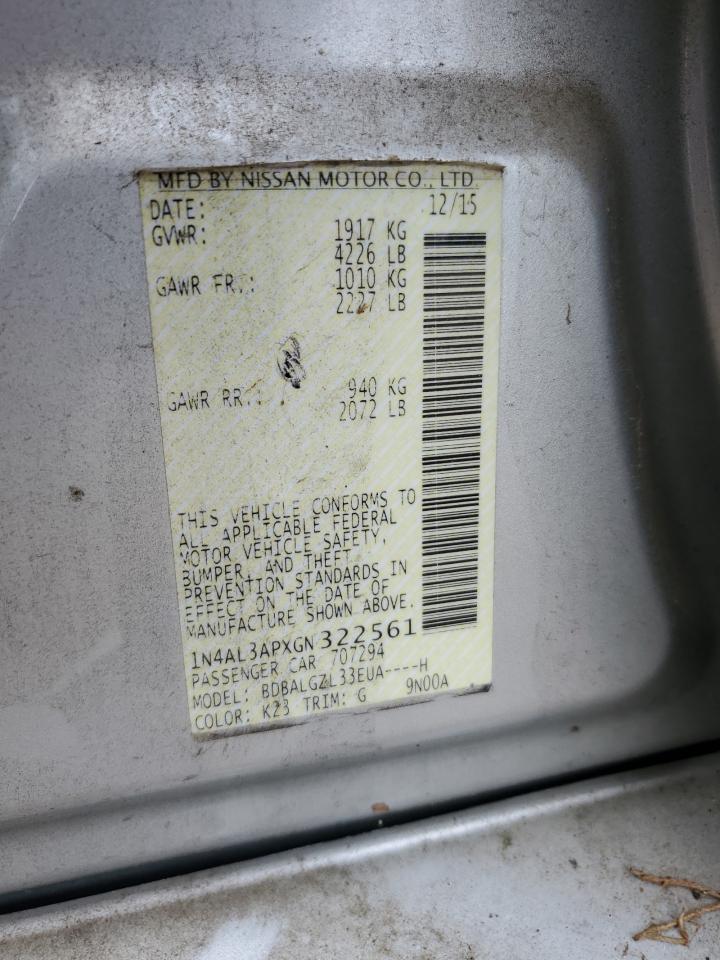 MFD BY NISSAN MOTOR CO., LTD.
DATE: 12/15
GVWR: 1917 KG
4226 LB
GAWR FR.: 1010 KG
2227 LB
GAWR RR.: 940 KG
2072 LB
THIS VEHICLE CONFORMS TO
ALL APPLICABLE FEDERAL
MOTOR VEHICLE SAFETY,
BUMPER, AND THEFT
PREVENTION STANDARDS IN
EFFECT ON THE DATE OF
MANUFACTURE SHOWN ABOVE.
1N4AL3APXGN322561
PASSENGER CAR 707294
MODEL: BDBALGZL33EUA----H
COLOR: K23 TRIM: G 9N00A